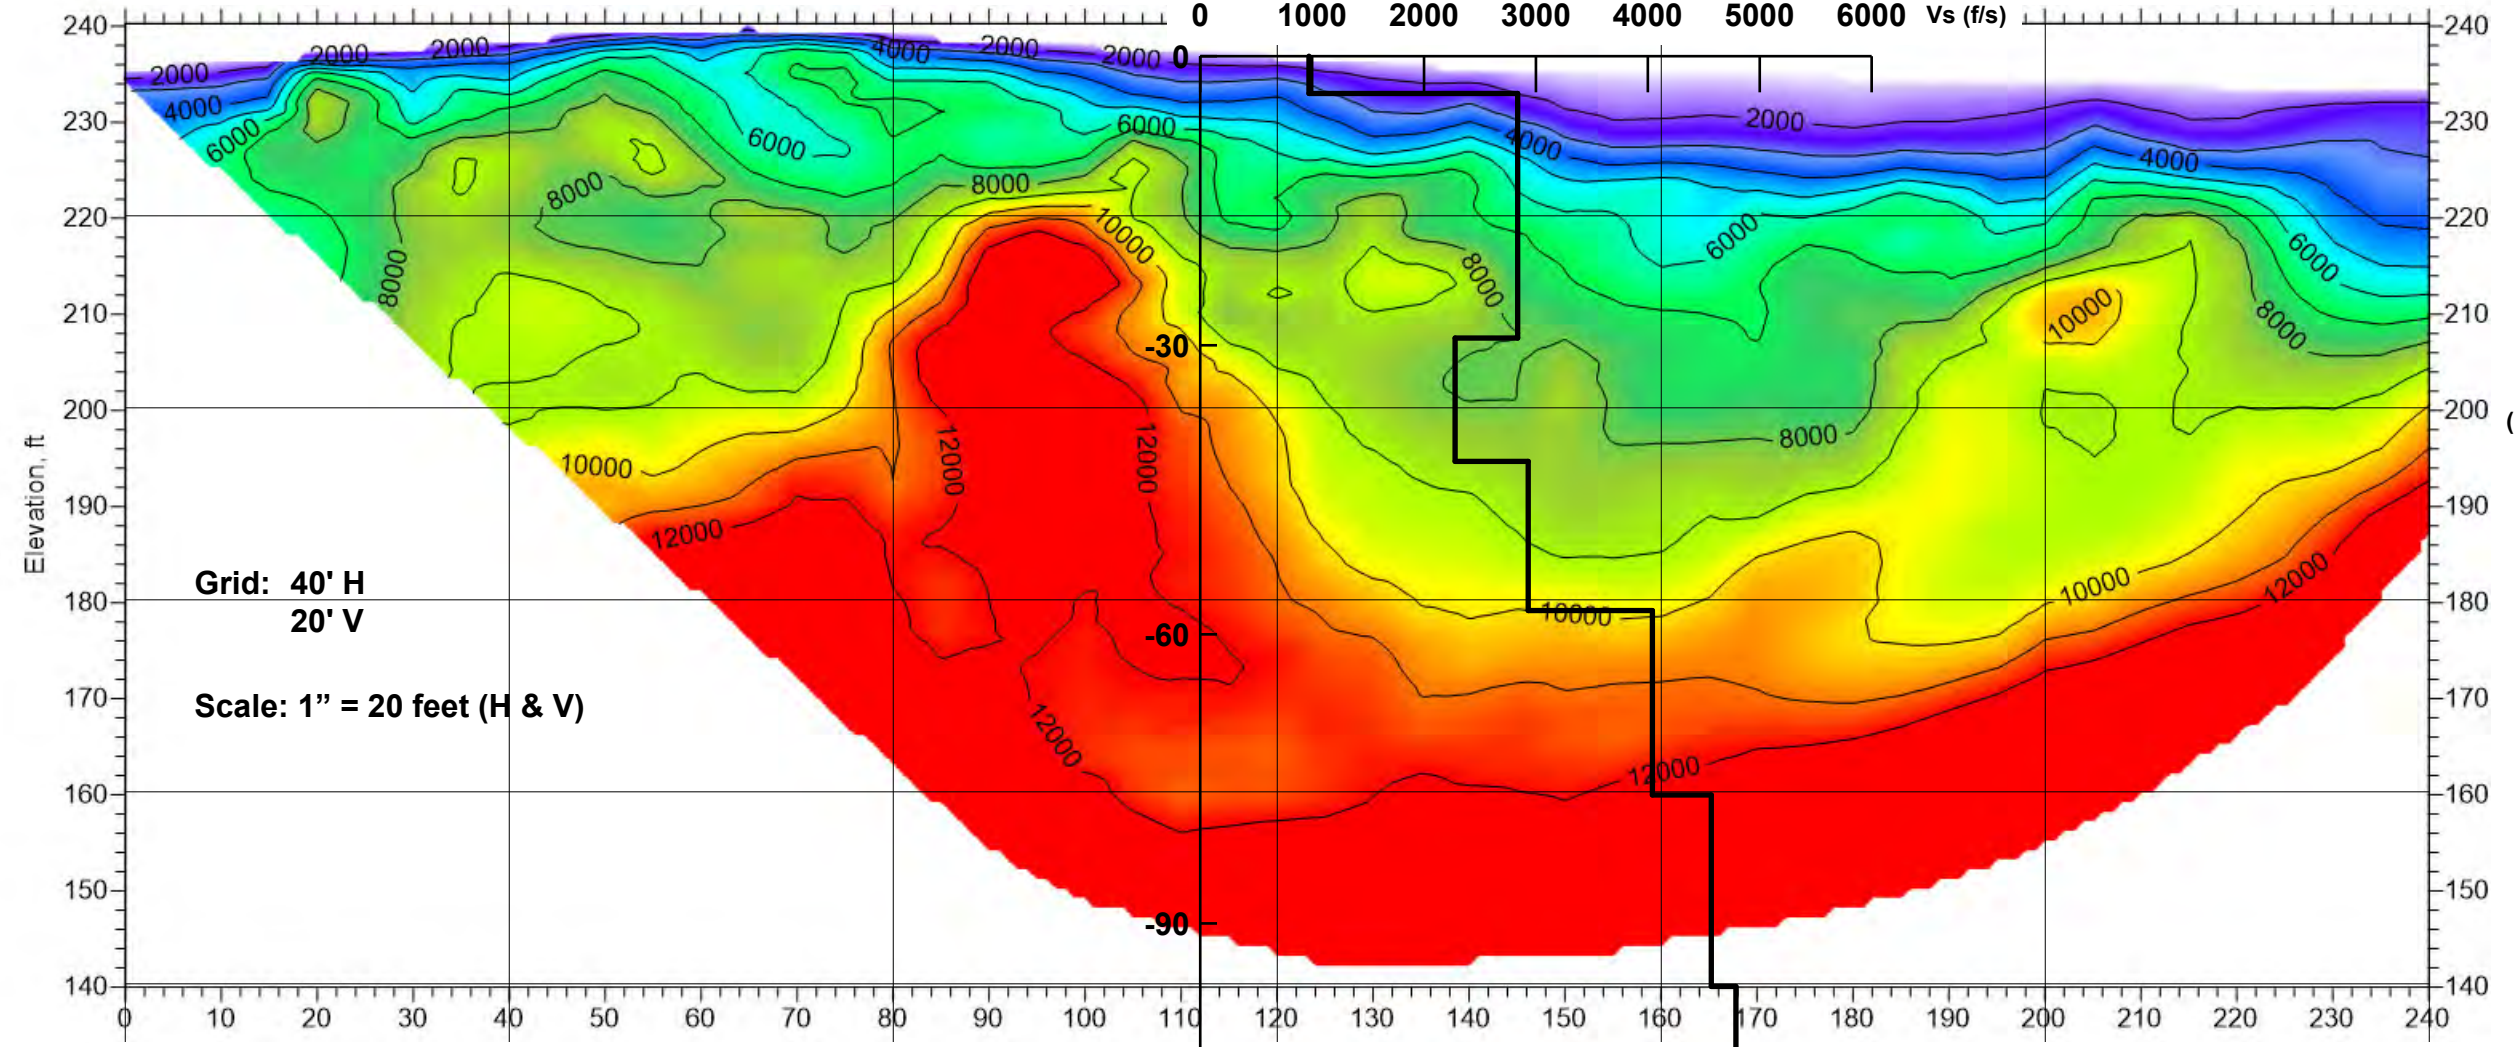 0 1000 2000 3000 4000 5000 6000 Vs (f/s)
240 240
2000 2000 2000 4000 2000 2000
0
4000
230 230
6000 6000 6000 2000
4000 4000
8000 8000
220 220
10000 6000 6000
8000 8000
210 210
10000 8000
-30
200 200
(
12000 12000 8000
10000
Elevation, ft
190 190
12000
Grid: 40' H
20' V
180 180
10000 10000 12000
-60
170 170
Scale: 1” = 20 feet (H & V)
12000
12000
160 160
150 150
-90
140 140
0 10 20 30 40 50 60 70 80 90 100 110 120 130 140 150 160 170 180 190 200 210 220 230 240